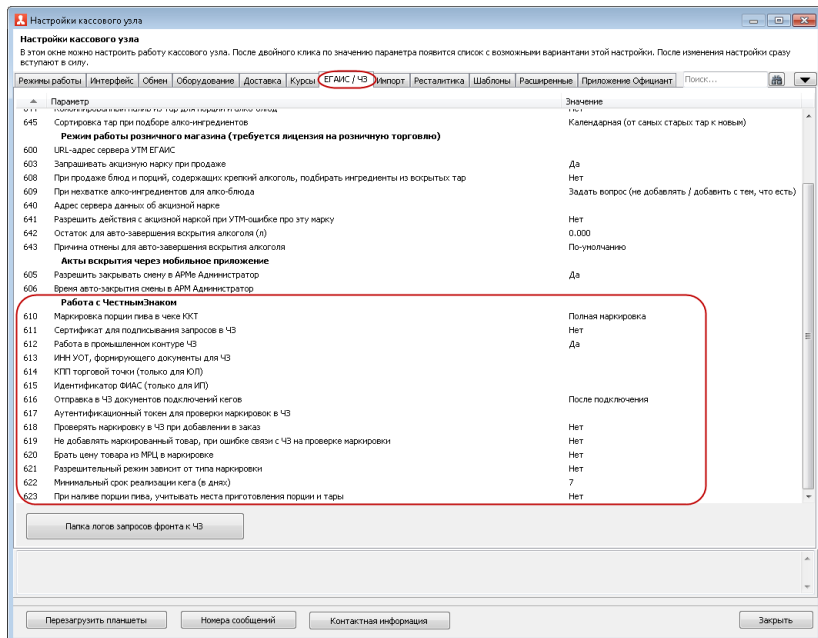 Настройки кассового узла
Настройки кассового узла
В этом окне можно настроить работу кассового узла. После двойного клика по значению параметра появится список с возможными вариантами этой настройки. После изменения настройки сразу
вступают в силу.
Режимы работы Интерфейс Обмен Оборудование Доставка Курсы ЕГАИС / ЧЗ Импорт Ресталитика Шаблоны Расширенные Приложение Официант Поиск...
Параметр Значение
645 Сортировка тар при подборе алко-ингредиентов Календарная (от самых старых тар к новым)
Режим работы розничного магазина (требуется лицензия на розничную торговлю)
600 URL-адрес сервера УТМ ЕГАИС
603 Запрашивать акцизную марку при продаже Да
608 При продаже блюд и порций, содержащих крепкий алкоголь, подбирать ингредиенты из вскрытых тар Нет
609 При нехватке алко-ингредиентов для алко-блюда Задать вопрос (не добавлять / добавить с тем, что есть)
640 Адрес сервера данных об акцизной марке
641 Разрешить действия с акцизной маркой при УТМ-ошибке про эту марку Нет
642 Остаток для авто-завершения вскрытия алкоголя (л) 0.000
643 Причина отмены для авто-завершения вскрытия алкоголя По-умолчанию
Акты вскрытия через мобильное приложение
605 Разрешить закрывать смену в АРМе Администратор Да
606 Время авто-закрытия смены в АРМ Администратор
Работа с ЧестнымЗнаком
610 Маркировка порции пива в чеке ККТ Полная маркировка
611 Сертификат для подписывания запросов в ЧЗ Нет
612 Работа в промышленном контуре ЧЗ Да
613 ИНН УОТ, формирующего документы для ЧЗ
614 КПП торговой точки (только для ЮЛ)
615 Идентификатор ФИАС (только для ИП)
616 Отправка в ЧЗ документов подключений кегов После подключения
617 Аутентификационный токен для проверки маркировок в ЧЗ
618 Проверять маркировку в ЧЗ при добавлении в заказ Нет
619 Не добавлять маркированный товар, при ошибке связи с ЧЗ на проверке маркировки Нет
620 Брать цену товара из МРЦ в маркировке Нет
621 Разрешительный режим зависит от типа маркировки Нет
622 Минимальный срок реализации кега (в днях) 7
623 При наливе порции пива, учитывать места приготовления порции и тары Нет
Папка логов запросов фронта к ЧЗ
Перезагрузить планшеты Номера сообщений Контактная информация Закрыть